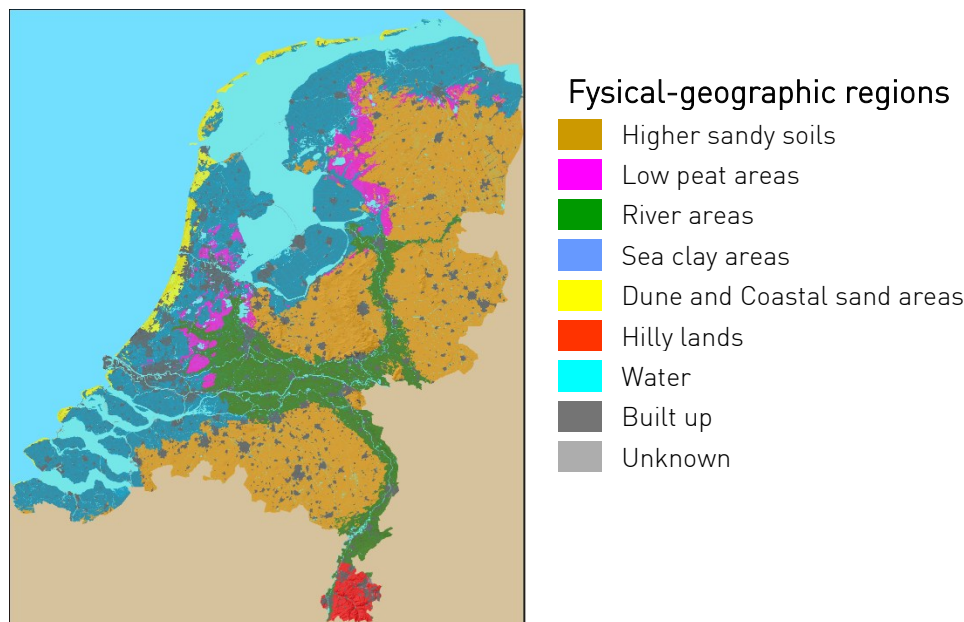 Fysical-geographic regions
Higher sandy soils
Low peat areas
River areas
Sea clay areas
Dune and Coastal sand areas
Hilly lands
Water
Built up
Unknown